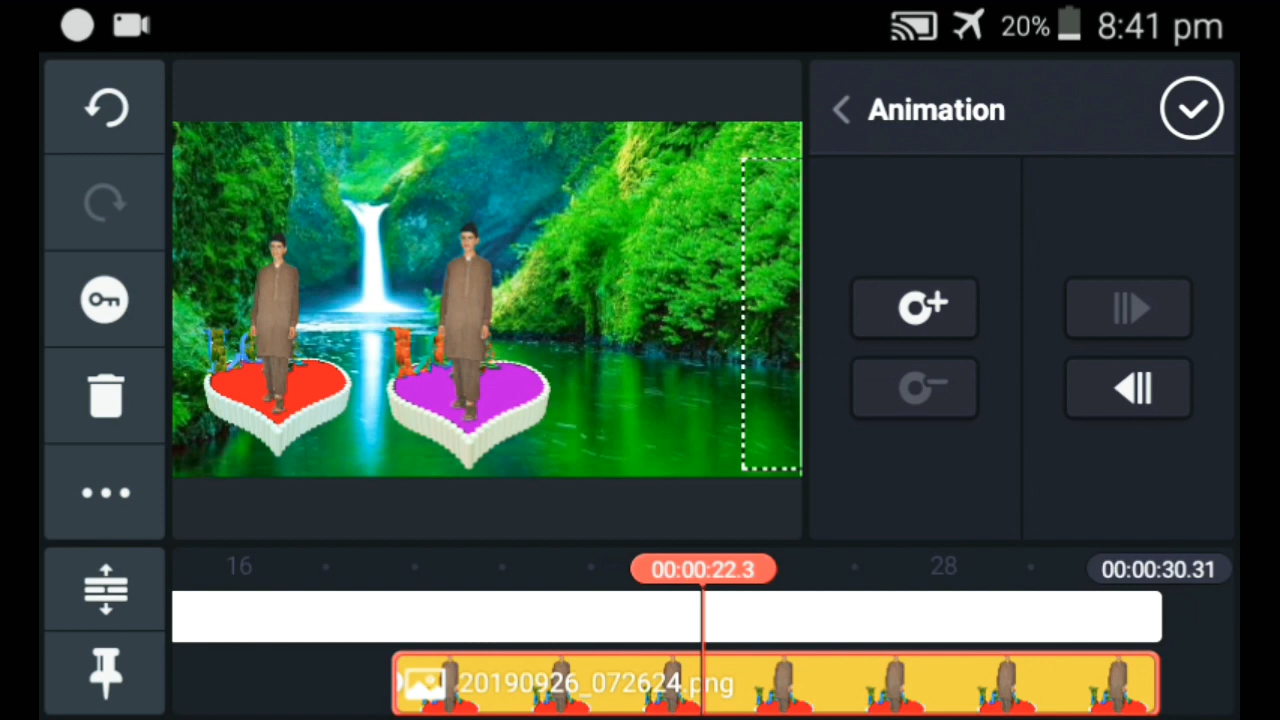 20% 8:41 pm
Animation
16
00:00:22.3
28
00:00:30.31
20190926_072624.png